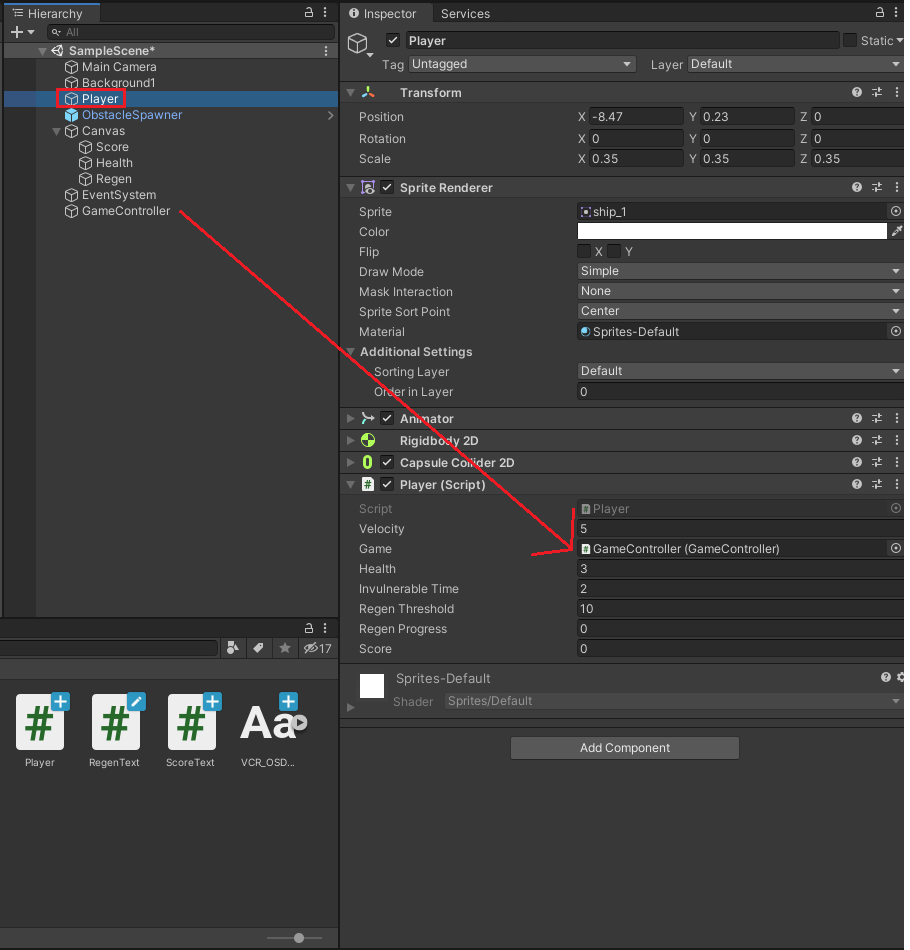 Hierarchy
All
SampleScene*
Main Camera
Background1
Player
ObstacleSpawner
Canvas
Score
Health
Regen
EventSystem
GameController
17
Player
RegenText
ScoreText
Aa
VCR_OSD...
Inspector
Services
Player
Static
Tag Untagged Layer Default
Transform
Position X -8.47 Y 0.23 Z 0
Rotation X 0 Y 0 Z 0
Scale X 0.35 Y 0.35 Z 0.35
Sprite Renderer
Sprite ship_1
Color
Flip X Y
Draw Mode Simple
Mask Interaction None
Sprite Sort Point Center
Material Sprites-Default
Additional Settings
Sorting Layer Default
Order in Layer 0
Animator
Rigidbody 2D
Capsule Collider 2D
# Player (Script)
Script # Player
Velocity 5
Game # GameController (GameController)
Health 3
Invulnerable Time 2
Regen Threshold 10
Regen Progress 0
Score 0
Sprites-Default
Shader Sprites/Default
Add Component